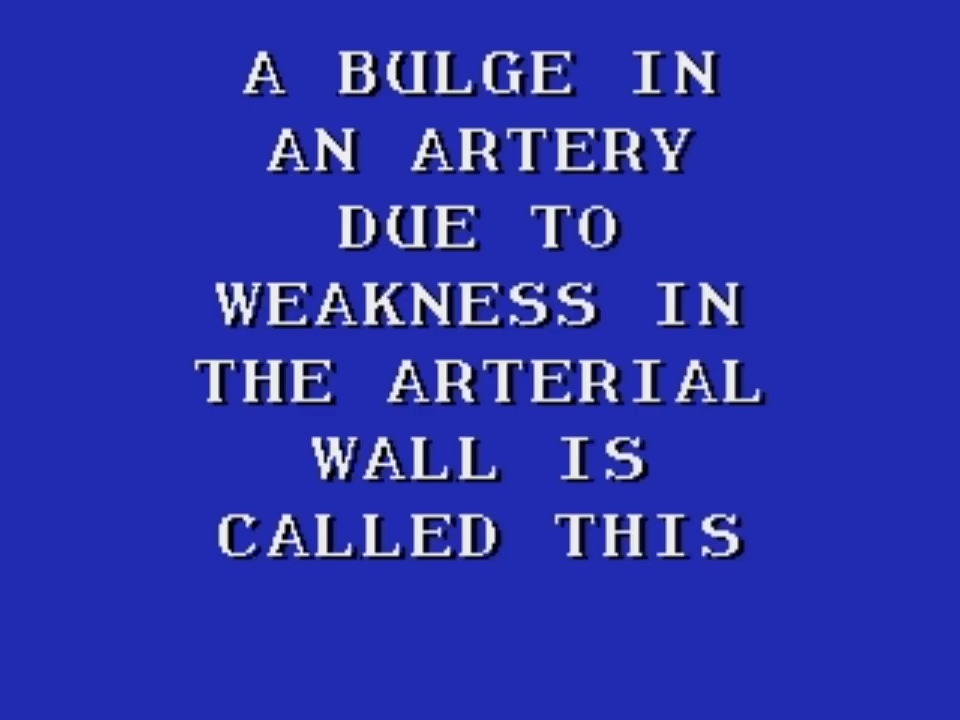 A BULGE IN
AN ARTERY
DUE TO
WEAKNESS IN
THE ARTERIAL
WALL IS
CALLED THIS